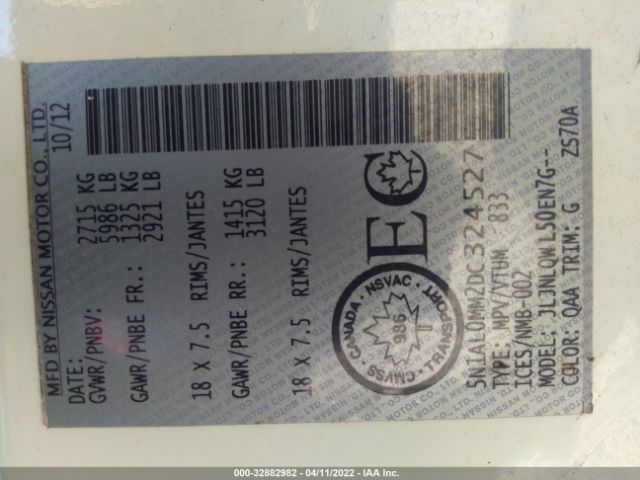 MFD BY NISSAN MOTOR CO., LTD.
DATE: 10/12
GVWR/PNBV: 2715 KG
5986 LB
GAWR/PNBE FR.: 1325 KG
2921 LB
18 X 7.5 RIMS/JANTES
GAWR/PNBE RR.: 1415 KG
3120 LB
18 X 7.5 RIMS/JANTES
EC
CANADA · NSVAC · TRANSPORT · CMVSS ·
986
5N1AL0MM2DC324527
TYPE: MPV/VTUM 833
ICES/NMB-002
MODEL: JL3NLQWL50EN7G--
COLOR: QAA TRIM: G ZS70A
000-32882982 - 04/11/2022 - IAA Inc.